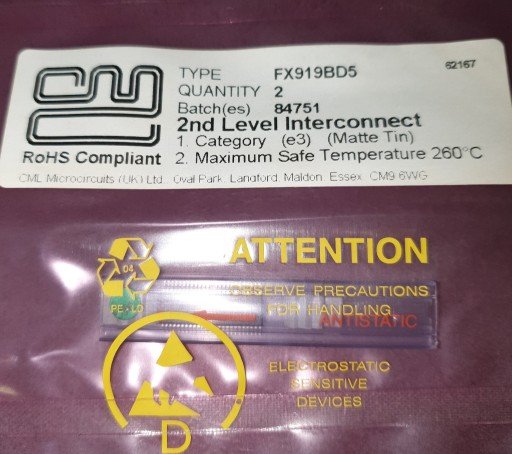 62167
TYPE FX919BD5
QUANTITY 2
Batch(es) 84751
2nd Level Interconnect
1. Category (e3) (Matte Tin)
2. Maximum Safe Temperature 260°C
CML
RoHS Compliant
CML Microcircuits (UK) Ltd Oval Park, Langford, Maldon, Essex, CM9 6WG
ATTENTION
OBSERVE PRECAUTIONS
FOR HANDLING
ANTISTATIC
ELECTROSTATIC
SENSITIVE
DEVICES
04
PE-LD
D